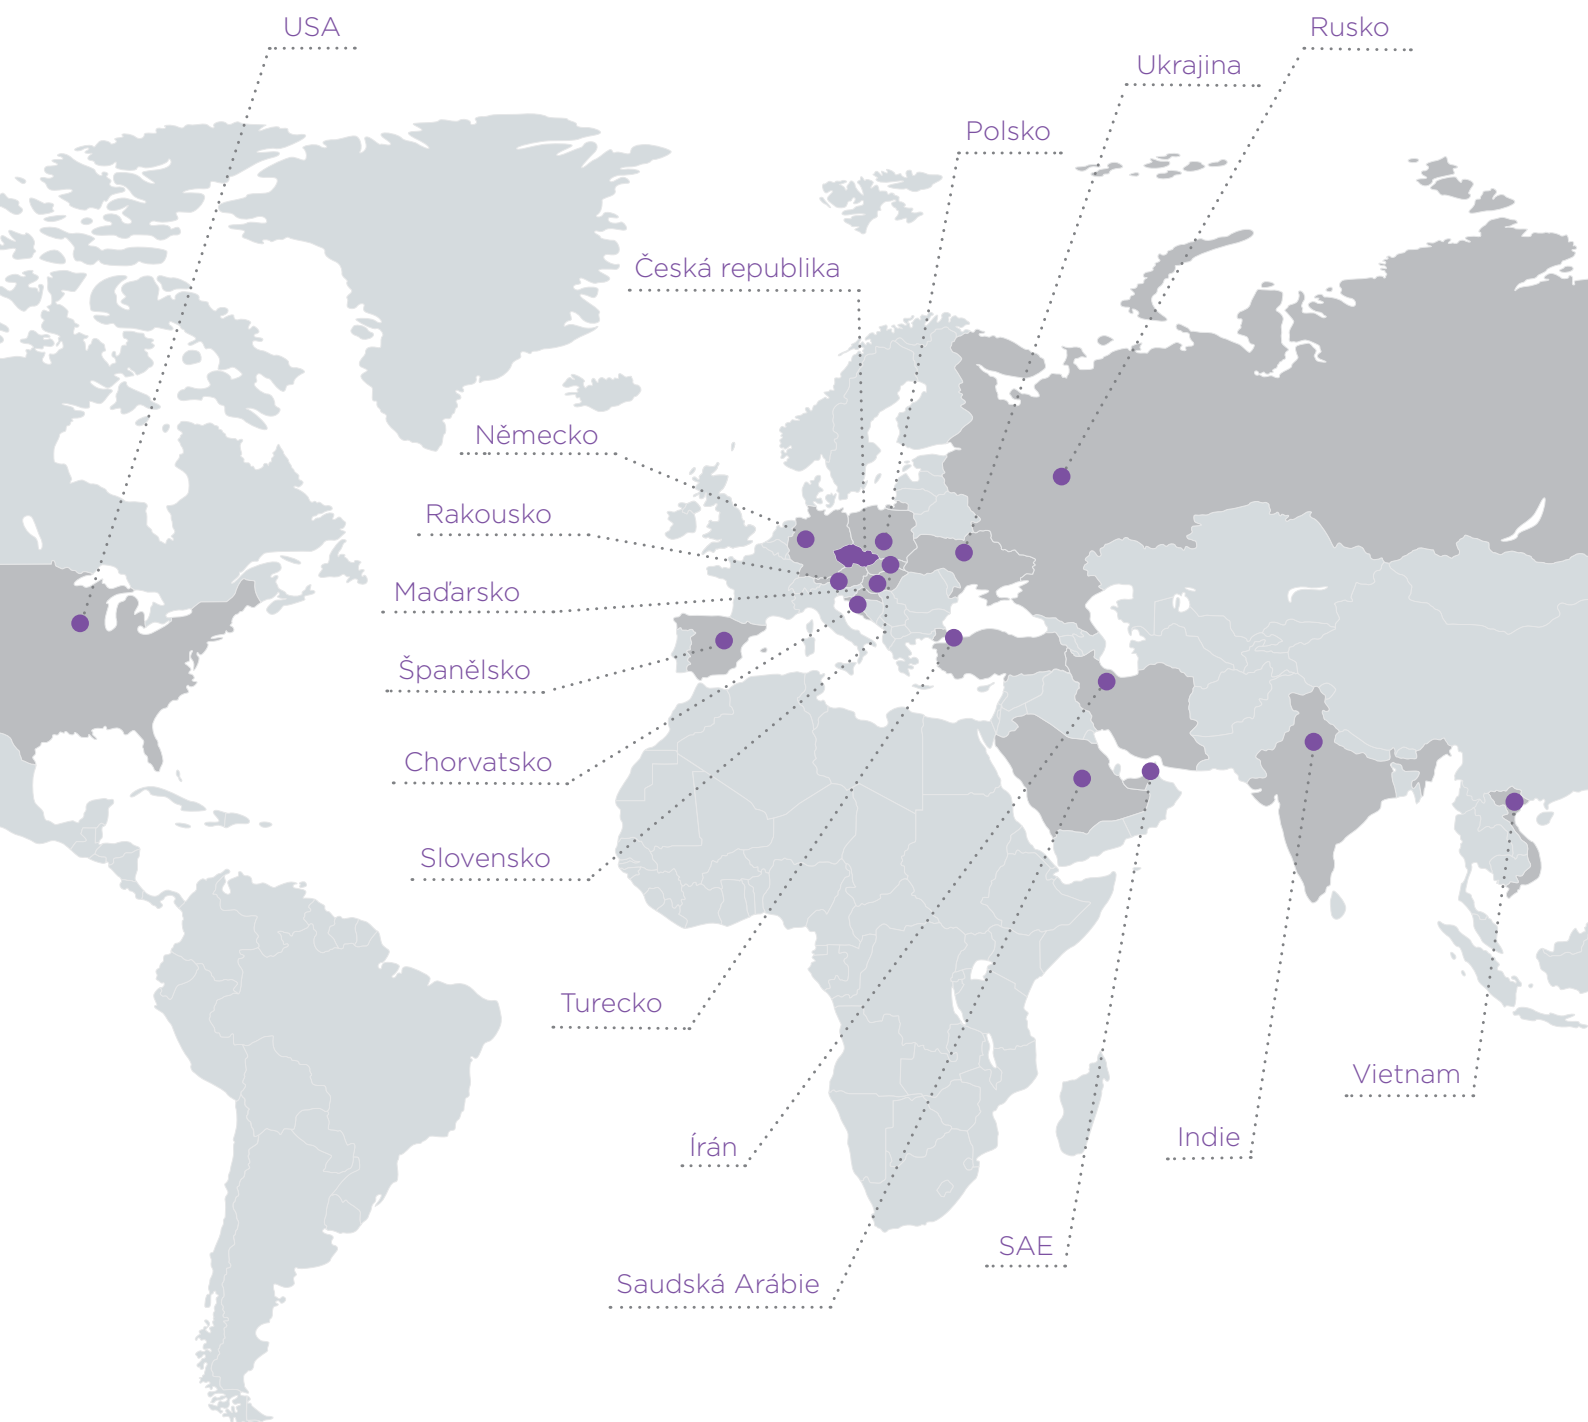 USA
Rusko
Ukrajina
Polsko
Česká republika
Německo
Rakousko
Maďarsko
Španělsko
Chorvatsko
Slovensko
Turecko
Vietnam
Indie
Írán
SAE
Saudská Arábie